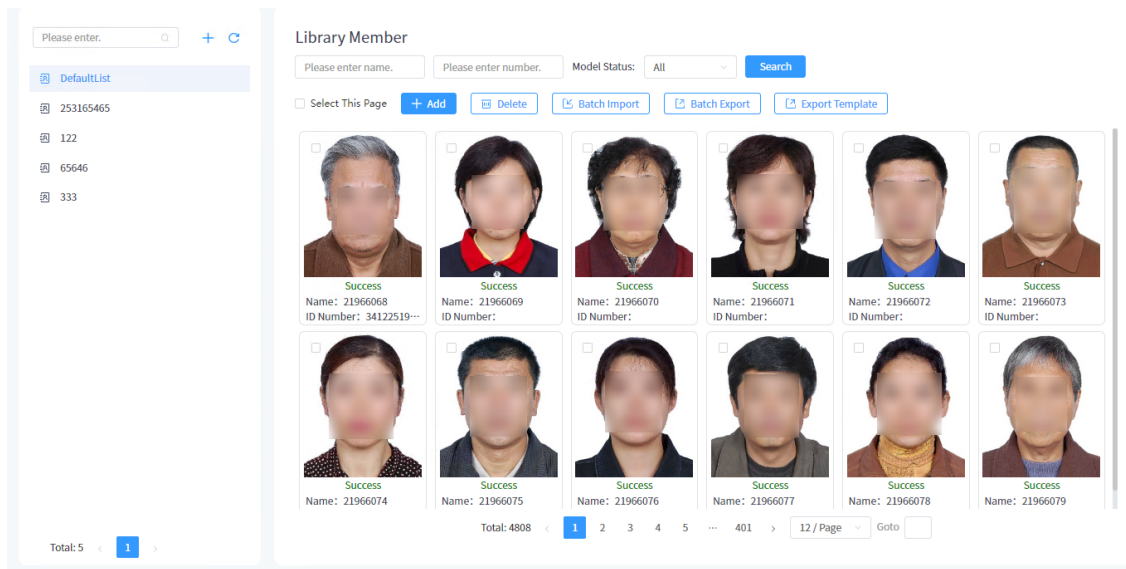 Please enter.
DefaultList
253165465
122
65646
333
Total: 5 < 1 >
Library Member
Please enter name. Please enter number. Model Status: All Search
Select This Page + Add Delete Batch Import Batch Export Export Template
Success Success Success Success Success Success
Name: 21966068 Name: 21966069 Name: 21966070 Name: 21966071 Name: 21966072 Name: 21966073
ID Number: 34122519··· ID Number: ID Number: ID Number: ID Number: ID Number:
Success Success Success Success Success Success
Name: 21966074 Name: 21966075 Name: 21966076 Name: 21966077 Name: 21966078 Name: 21966079
Total: 4808 < 1 2 3 4 5 ··· 401 > 12 / Page Goto